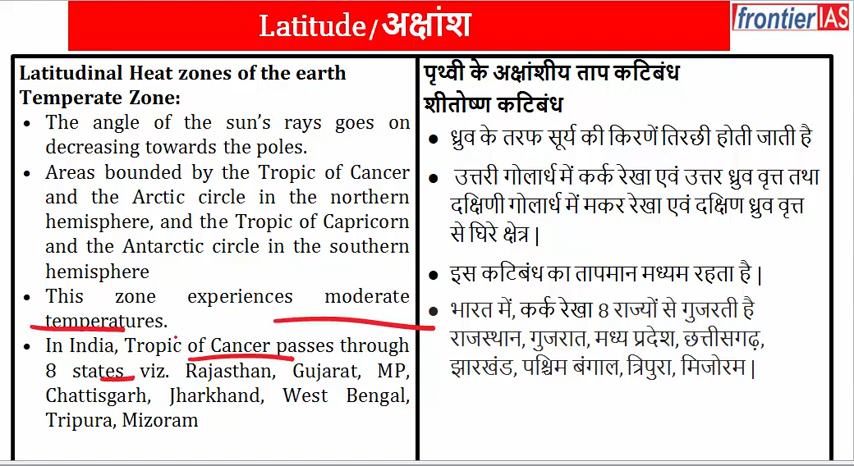 Latitude/अक्षांश
frontierIAS
Latitudinal Heat zones of the earth
Temperate Zone:
• The angle of the sun's rays goes on
decreasing towards the poles.
• Areas bounded by the Tropic of Cancer
and the Arctic circle in the northern
hemisphere, and the Tropic of Capricorn
and the Antarctic circle in the southern
hemisphere
• This zone experiences moderate
temperatures.
• In India, Tropic of Cancer passes through
8 states viz. Rajasthan, Gujarat, MP,
Chattisgarh, Jharkhand, West Bengal,
Tripura, Mizoram
पृथ्वी के अक्षांशीय ताप कटिबंध
शीतोष्ण कटिबंध
• ध्रुव के तरफ सूर्य की किरणें तिरछी होती जाती है
• उत्तरी गोलार्ध में कर्क रेखा एवं उत्तर ध्रुव वृत्त तथा
दक्षिणी गोलार्ध में मकर रेखा एवं दक्षिण ध्रुव वृत्त
से घिरे क्षेत्र |
• इस कटिबंध का तापमान मध्यम रहता है |
• भारत में, कर्क रेखा 8 राज्यों से गुजरती है
राजस्थान, गुजरात, मध्य प्रदेश, छत्तीसगढ़,
झारखंड, पश्चिम बंगाल, त्रिपुरा, मिजोरम |